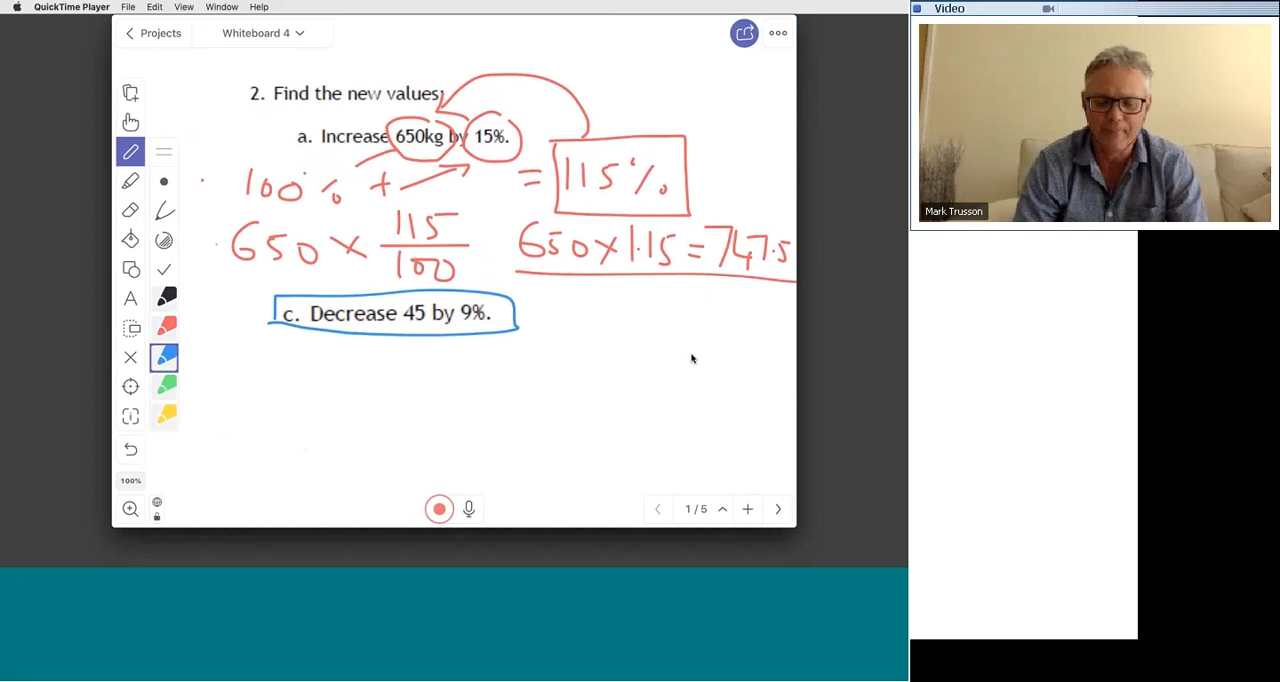 QuickTime Player File Edit View Window Help
Video
Projects
Whiteboard 4
2. Find the new values:
a. Increase 650kg by 15%.
100% + = 115%
650 × 115/100
650 × 1.15 = 747.5
c. Decrease 45 by 9%.
A
100%
1 / 5
Mark Trusson